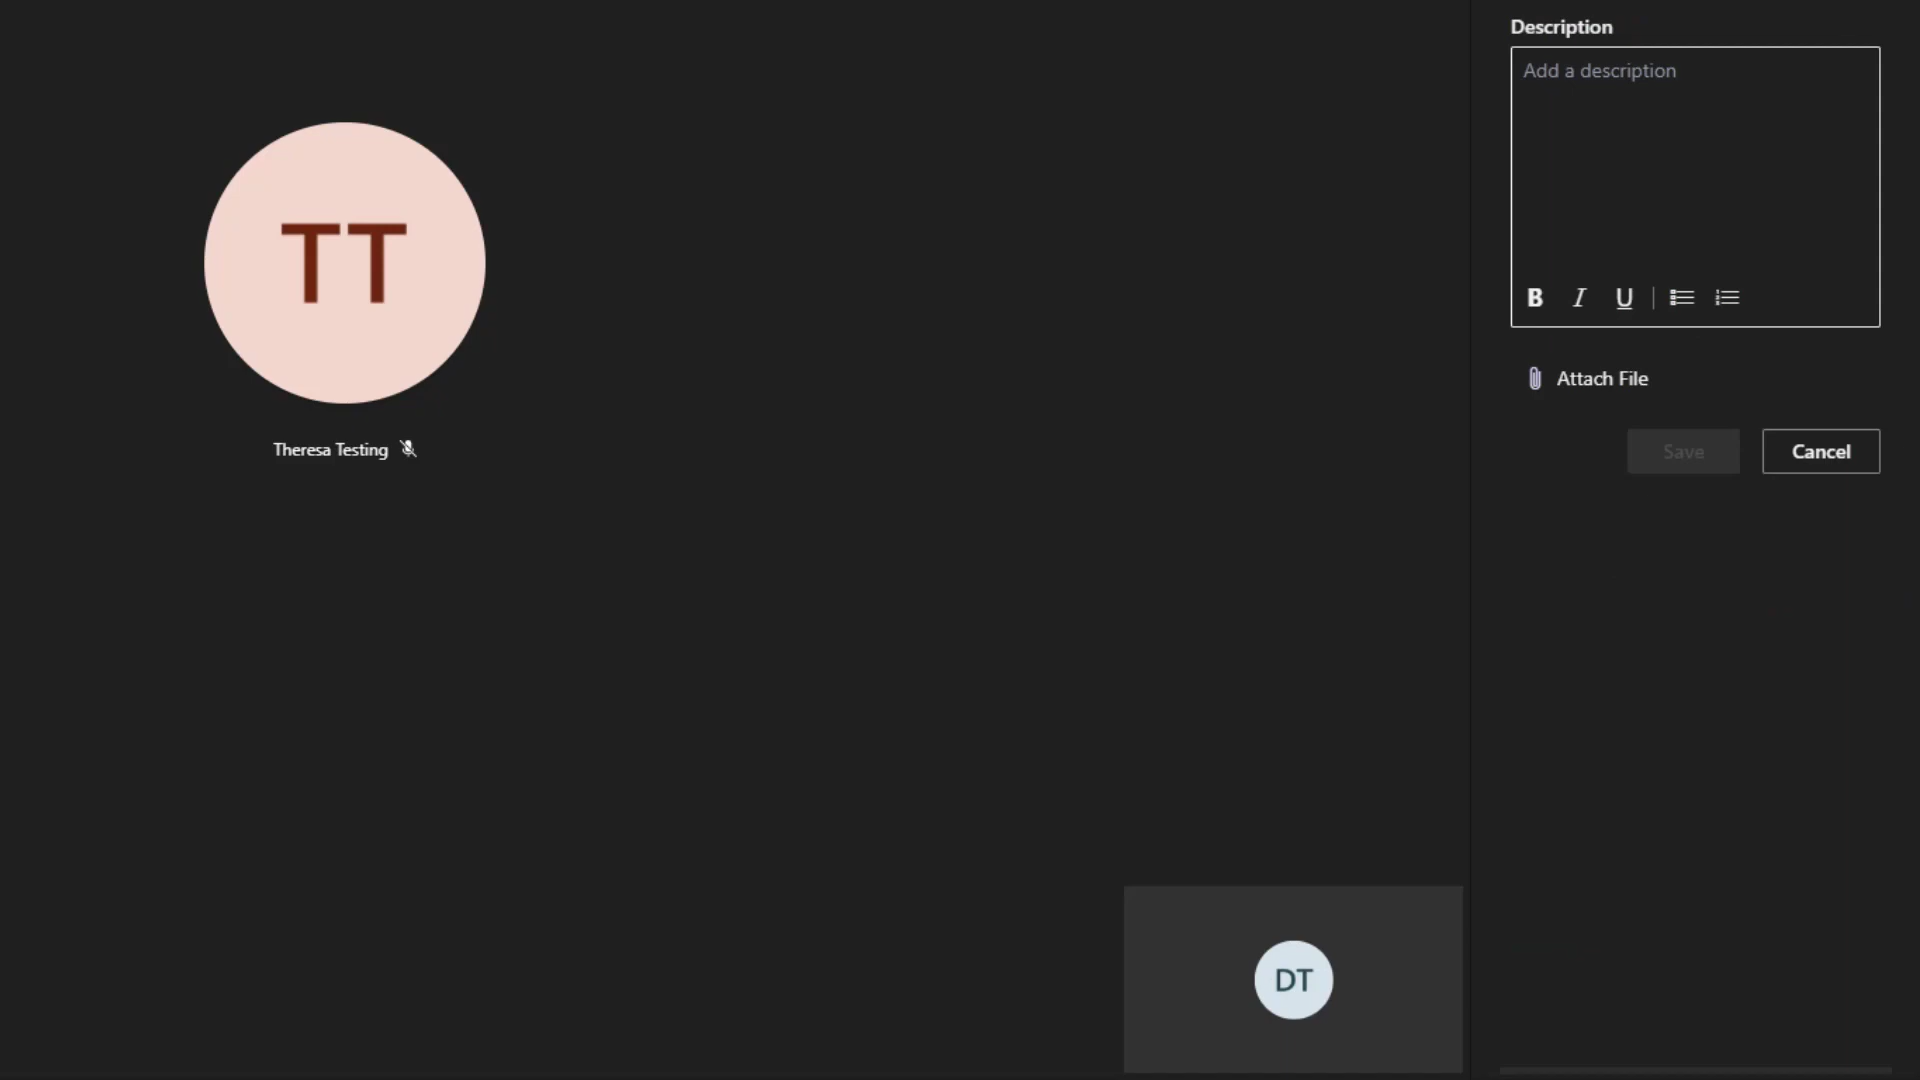 TT
Theresa Testing
DT
Description
Add a description
B I U
Attach File
Save Cancel